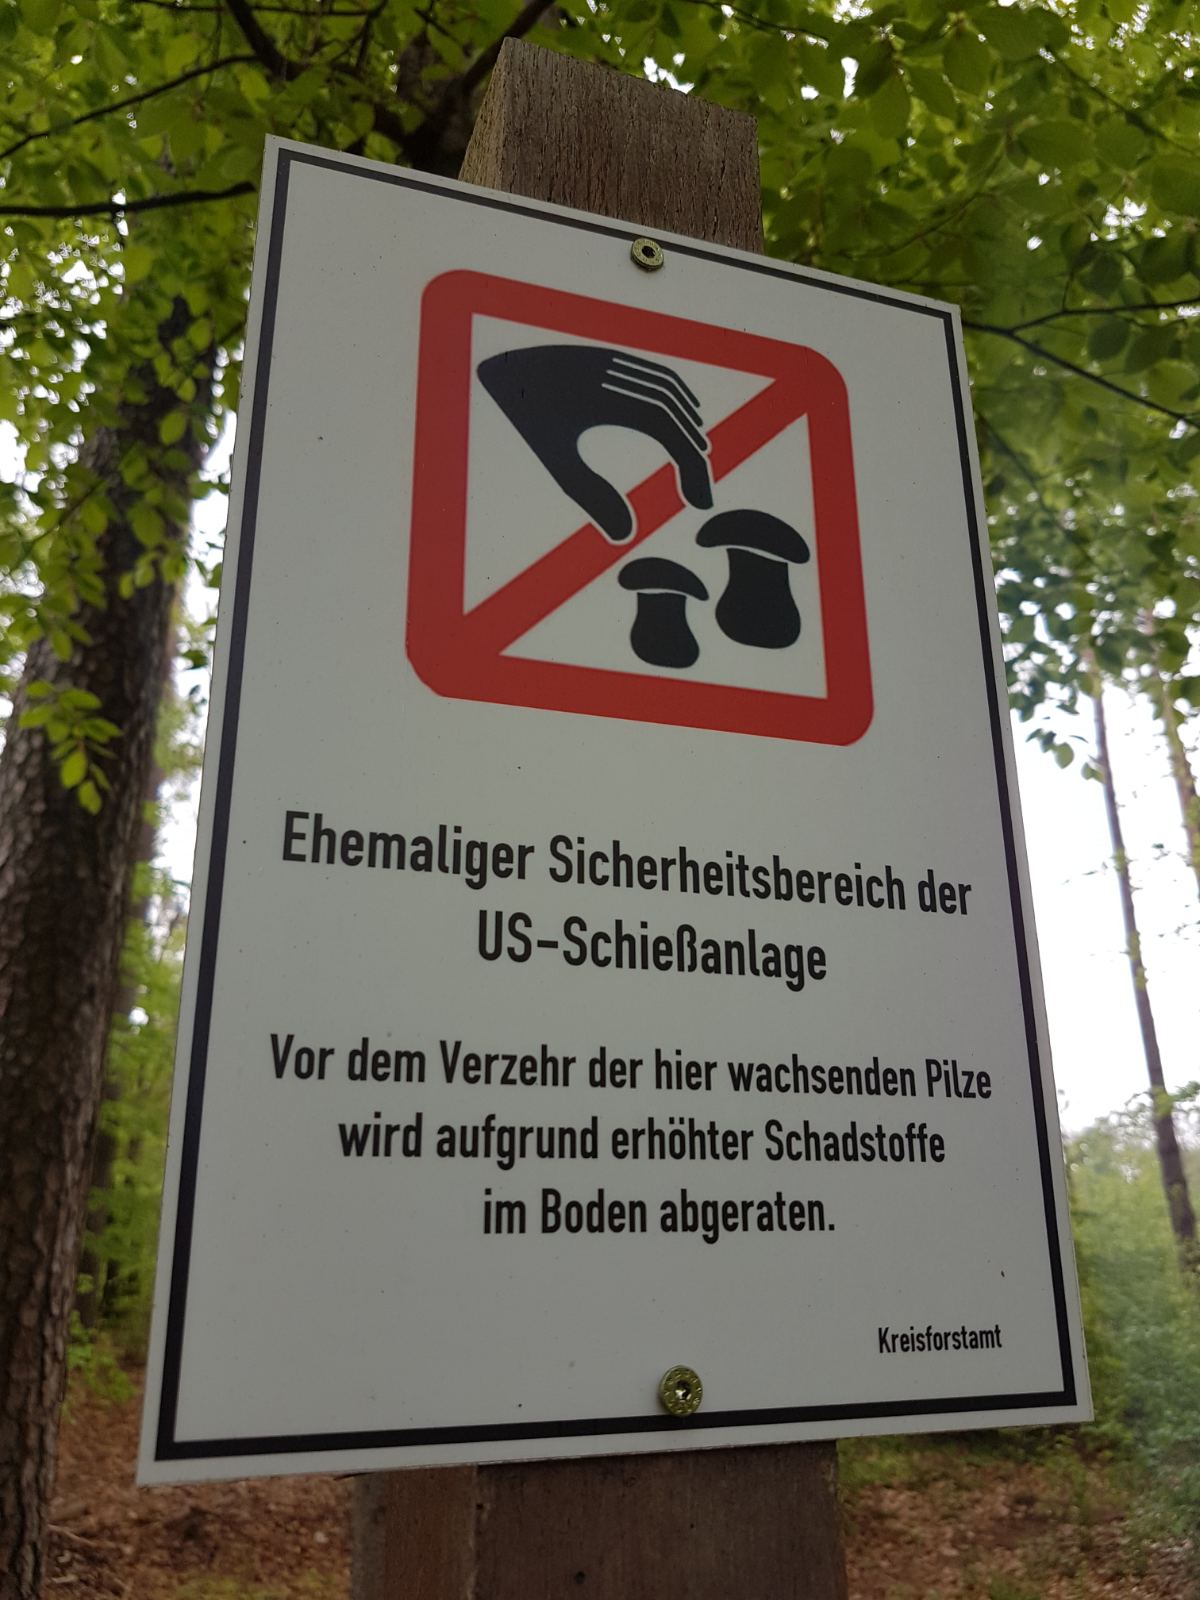 Ehemaliger Sicherheitsbereich der
US-Schießanlage
Vor dem Verzehr der hier wachsenden Pilze
wird aufgrund erhöhter Schadstoffe
im Boden abgeraten.
Kreisforstamt